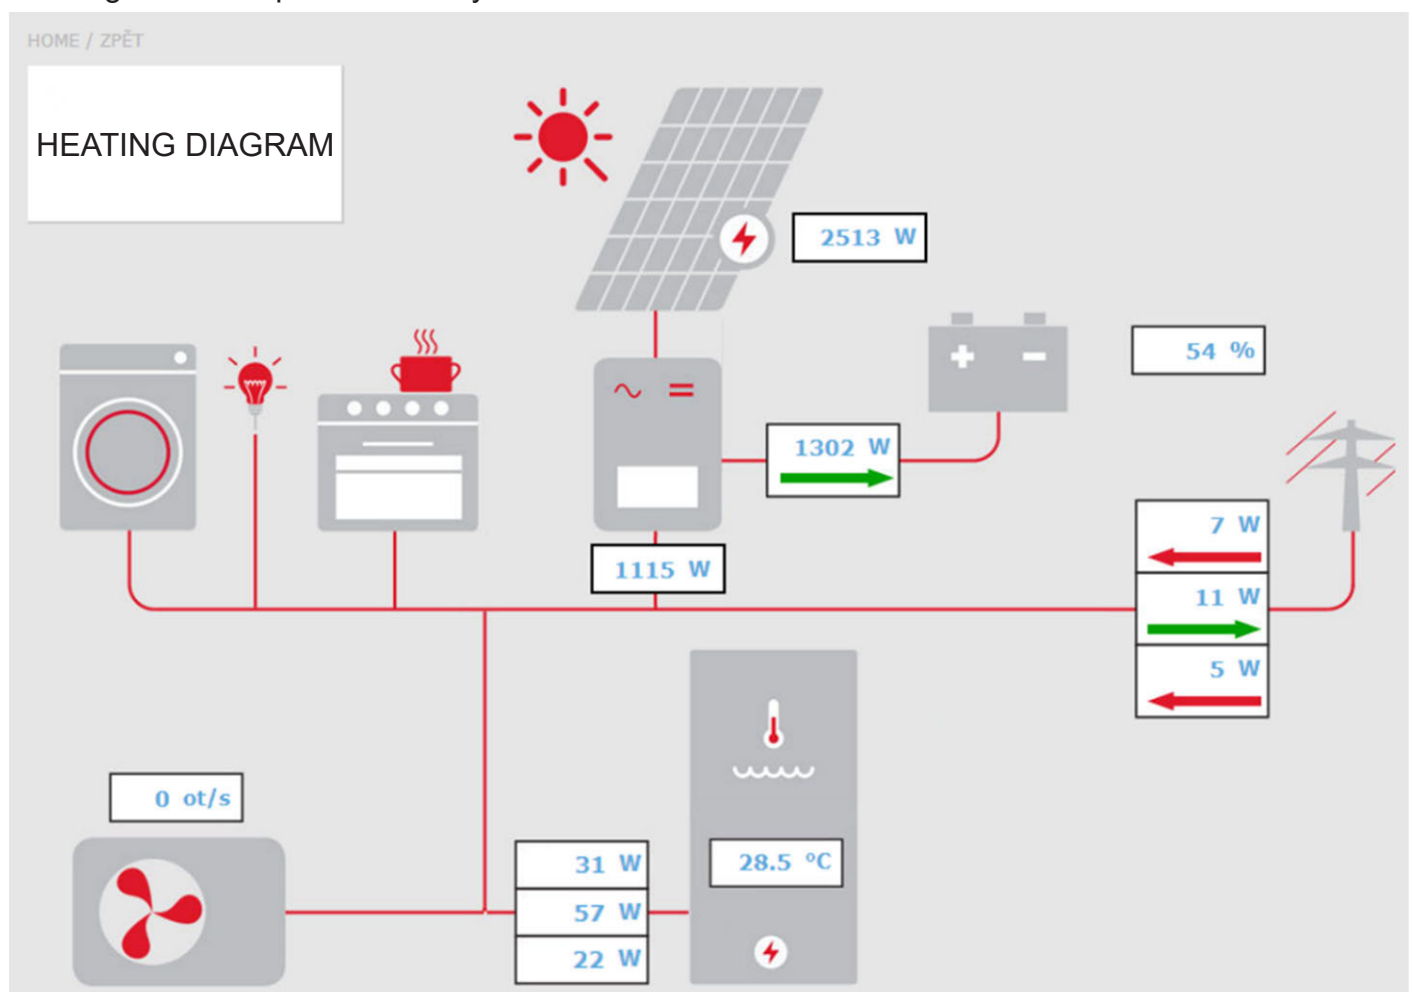 HOME / ZPĚT
HEATING DIAGRAM
2513 W
54 %
1302 W
7 W
1115 W
11 W
5 W
0 ot/s
31 W
28.5 °C
57 W
22 W